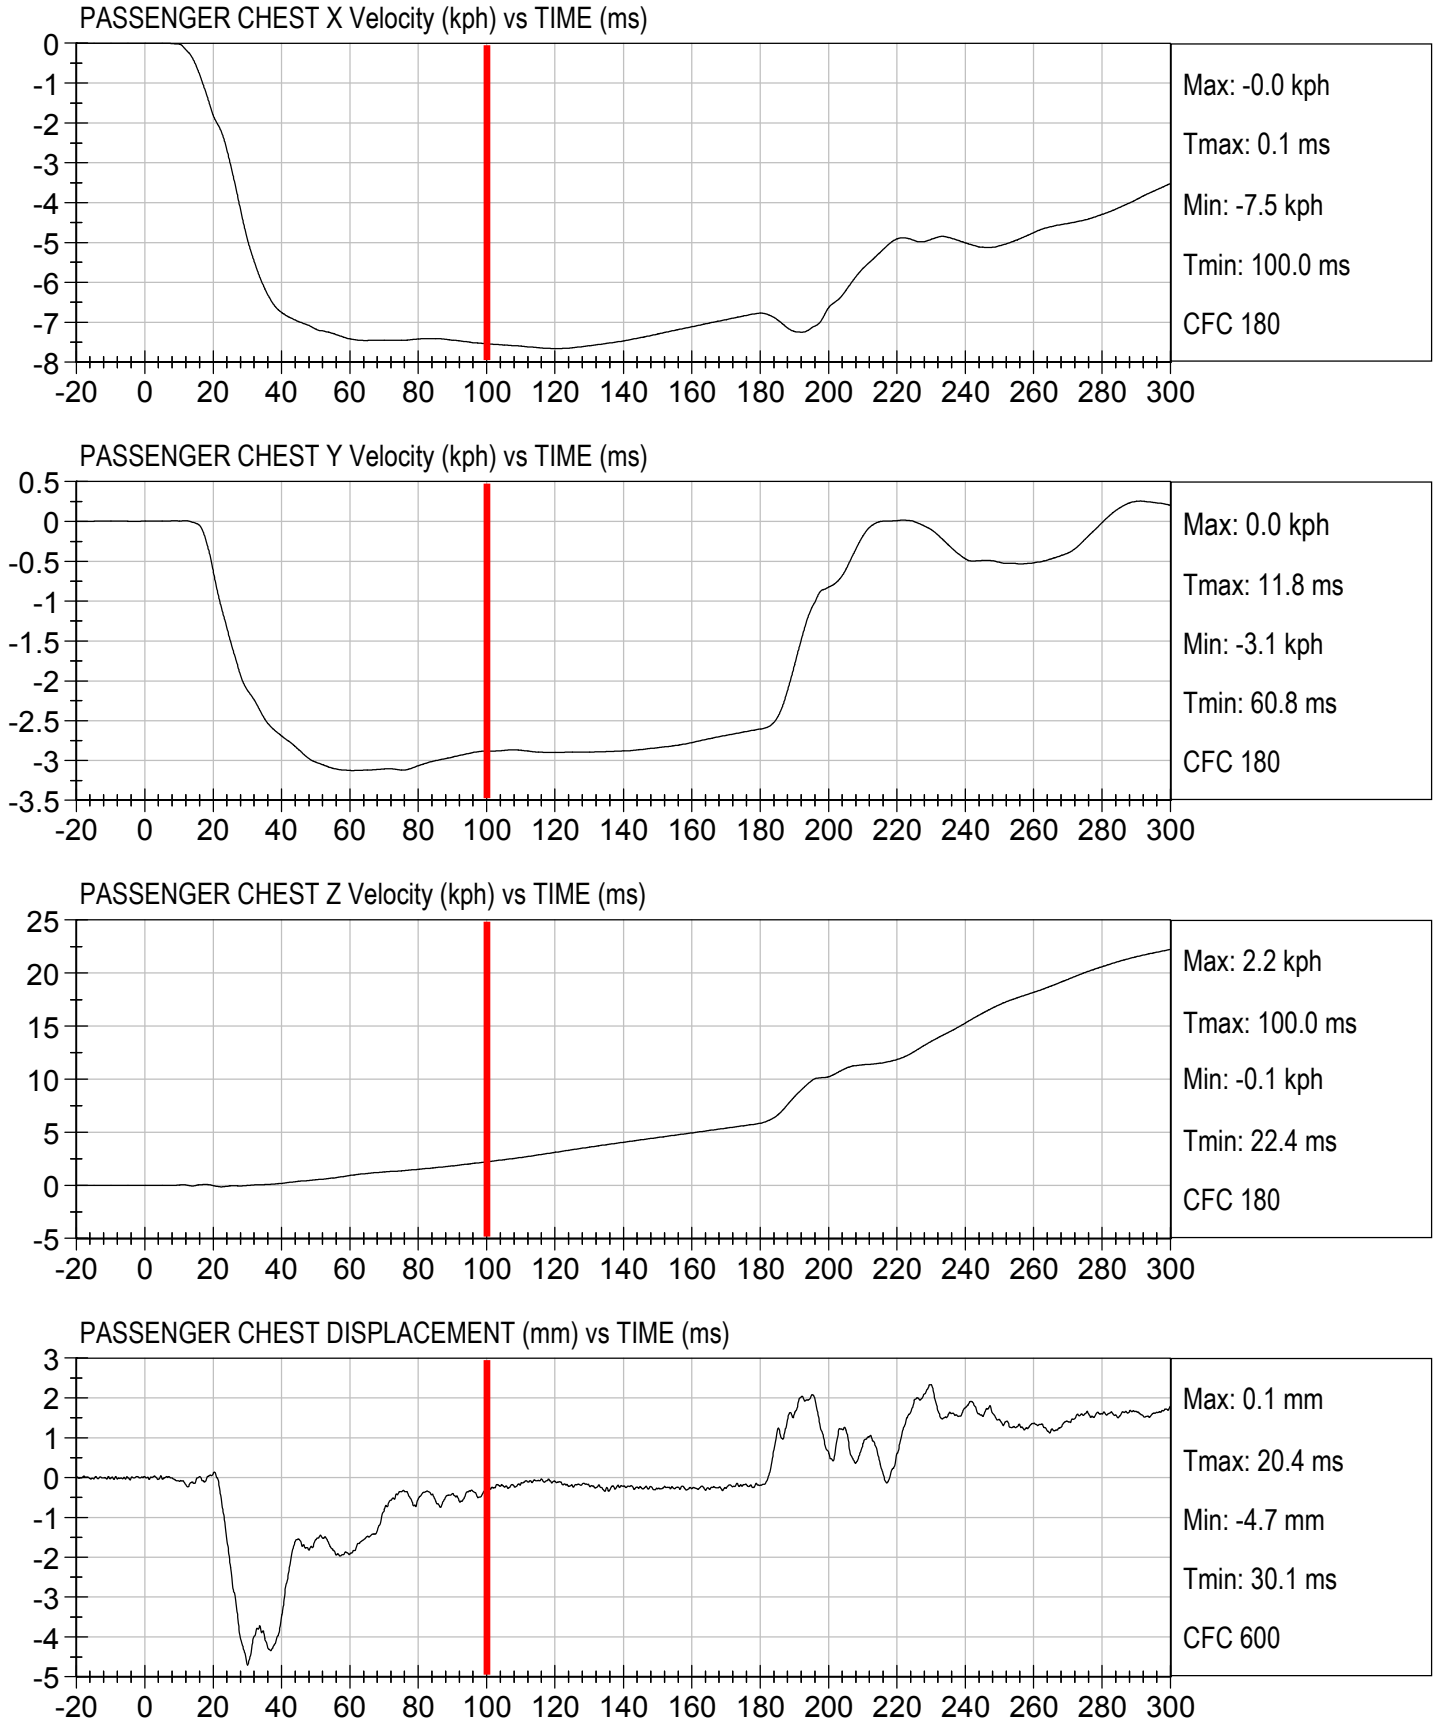 PASSENGER CHEST X Velocity (kph) vs TIME (ms)
0
-1
-2
-3
-4
-5
-6
-7
-8
-20 0 20 40 60 80 100 120 140 160 180 200 220 240 260 280 300
Max: -0.0 kph
Tmax: 0.1 ms
Min: -7.5 kph
Tmin: 100.0 ms
CFC 180
PASSENGER CHEST Y Velocity (kph) vs TIME (ms)
0.5
0
-0.5
-1
-1.5
-2
-2.5
-3
-3.5
-20 0 20 40 60 80 100 120 140 160 180 200 220 240 260 280 300
Max: 0.0 kph
Tmax: 11.8 ms
Min: -3.1 kph
Tmin: 60.8 ms
CFC 180
PASSENGER CHEST Z Velocity (kph) vs TIME (ms)
25
20
15
10
5
0
-5
-20 0 20 40 60 80 100 120 140 160 180 200 220 240 260 280 300
Max: 2.2 kph
Tmax: 100.0 ms
Min: -0.1 kph
Tmin: 22.4 ms
CFC 180
PASSENGER CHEST DISPLACEMENT (mm) vs TIME (ms)
3
2
1
0
-1
-2
-3
-4
-5
-20 0 20 40 60 80 100 120 140 160 180 200 220 240 260 280 300
Max: 0.1 mm
Tmax: 20.4 ms
Min: -4.7 mm
Tmin: 30.1 ms
CFC 600